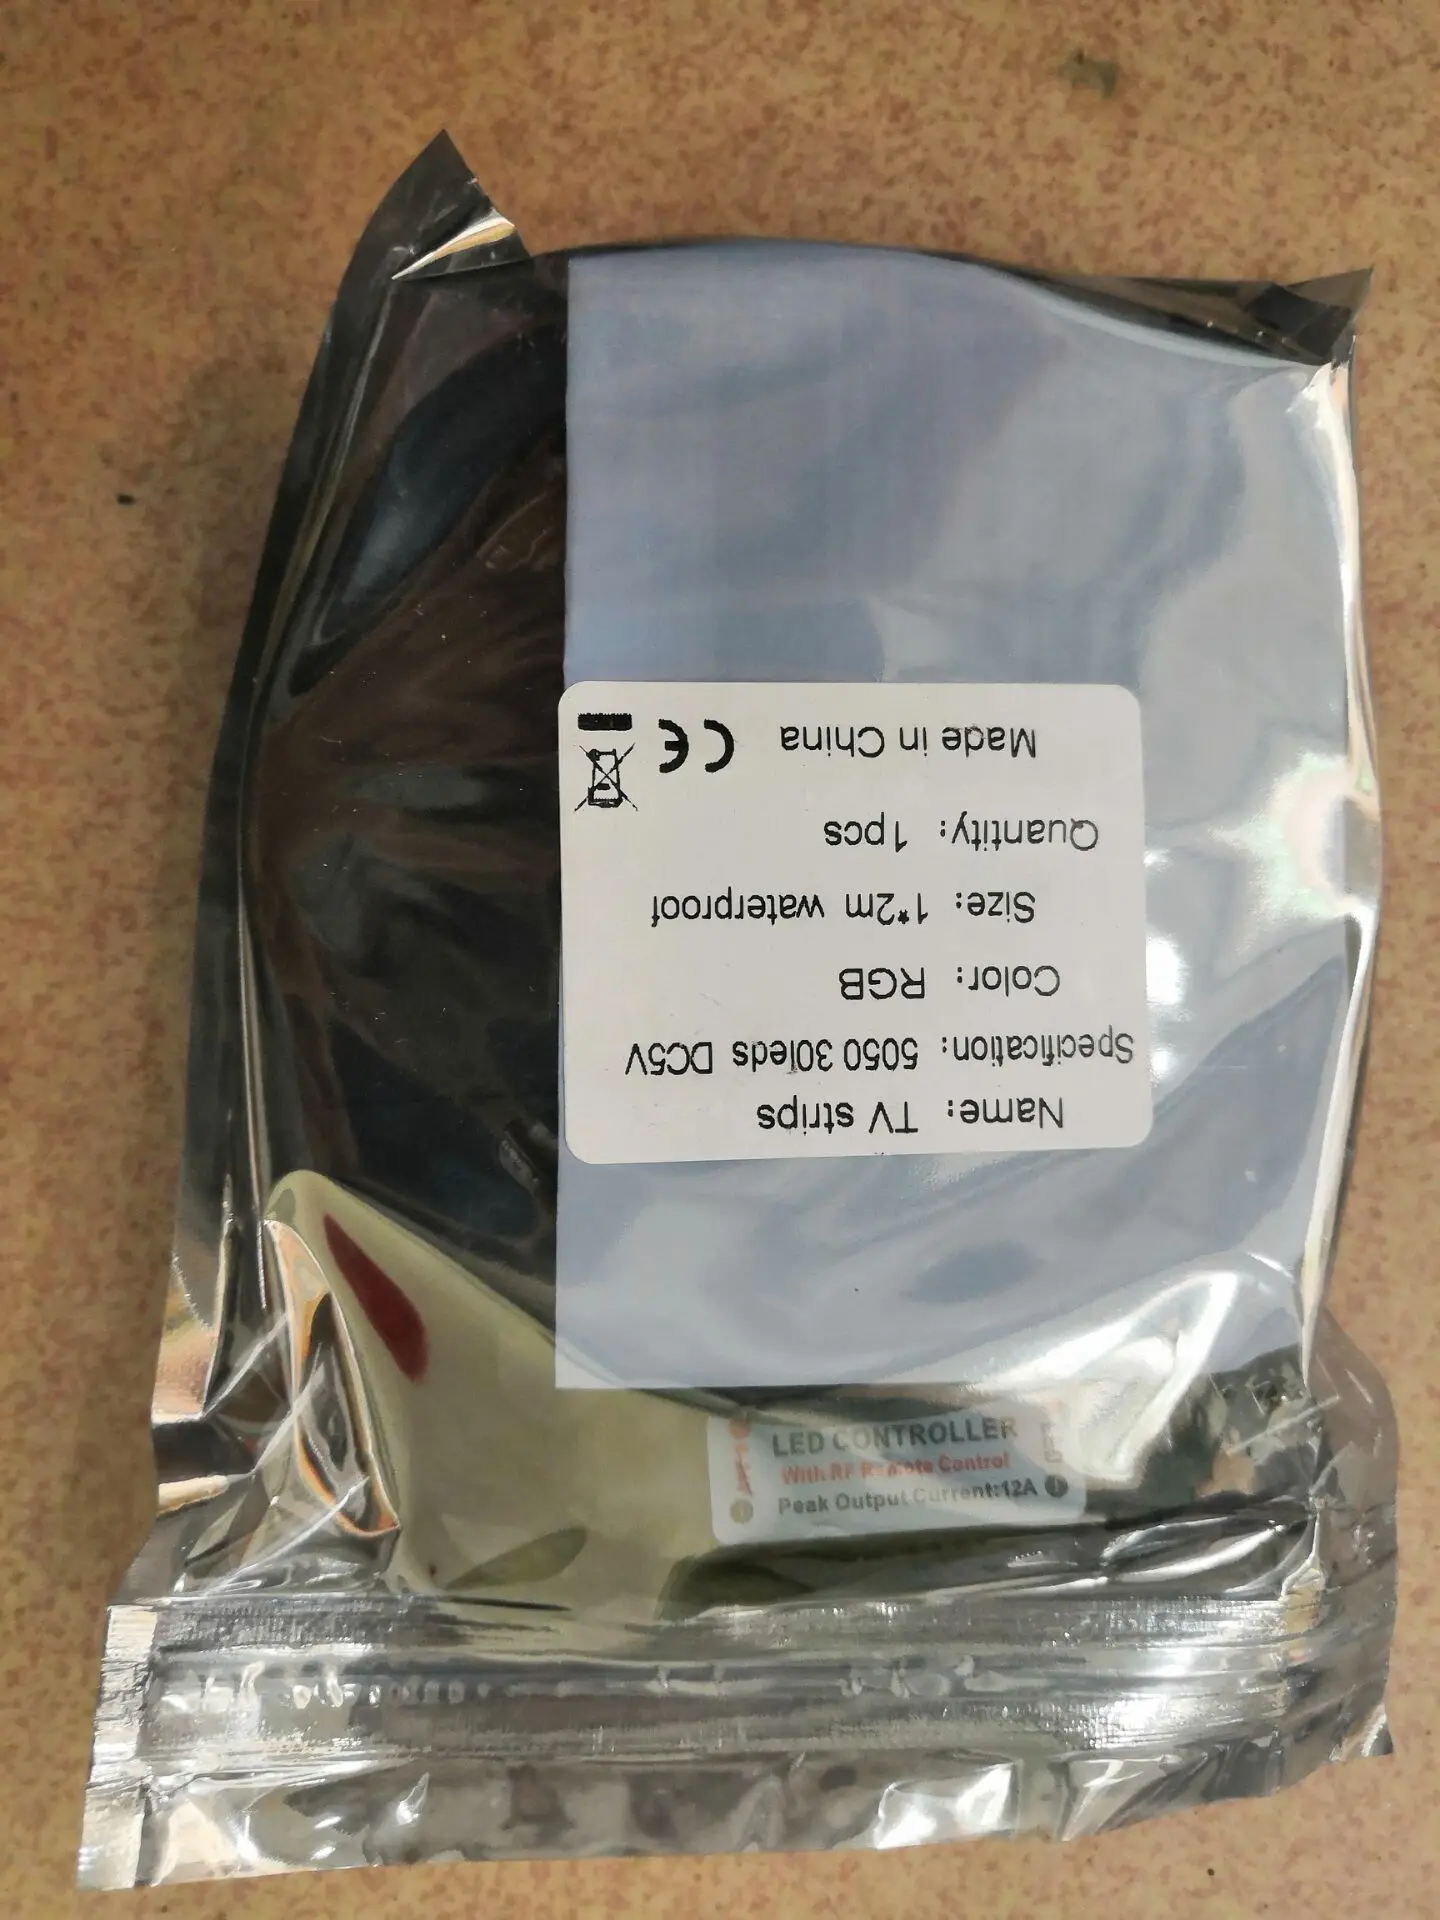 Name: TV strips
Specification: 5050 30leds DC5V
Color: RGB
Size: 1*2m waterproof
Quantity: 1pcs
Made in China CE
LED CONTROLLER
With RF Remote Control
Peak Output Current:12A